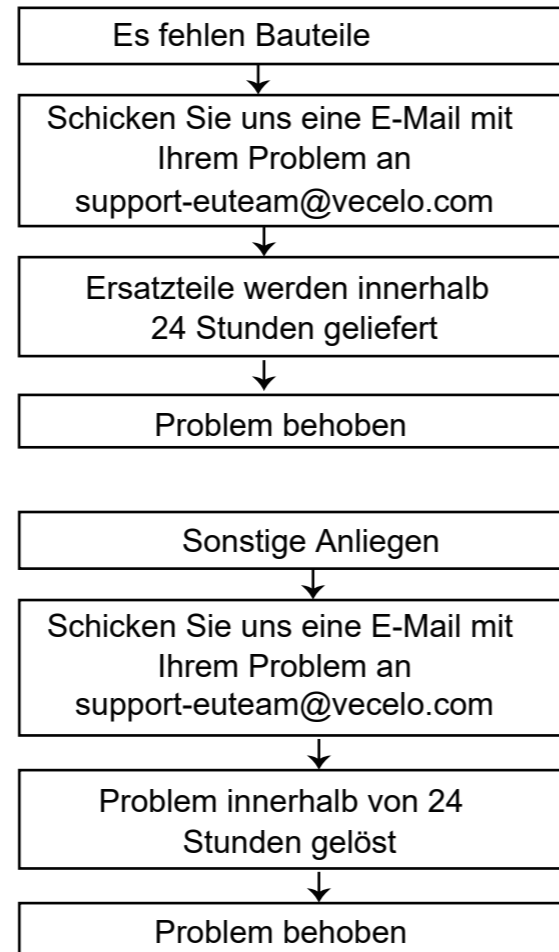 Es fehlen Bauteile
Schicken Sie uns eine E-Mail mit
Ihrem Problem an
support-euteam@vecelo.com
Ersatzteile werden innerhalb
24 Stunden geliefert
Problem behoben
Sonstige Anliegen
Schicken Sie uns eine E-Mail mit
Ihrem Problem an
support-euteam@vecelo.com
Problem innerhalb von 24
Stunden gelöst
Problem behoben